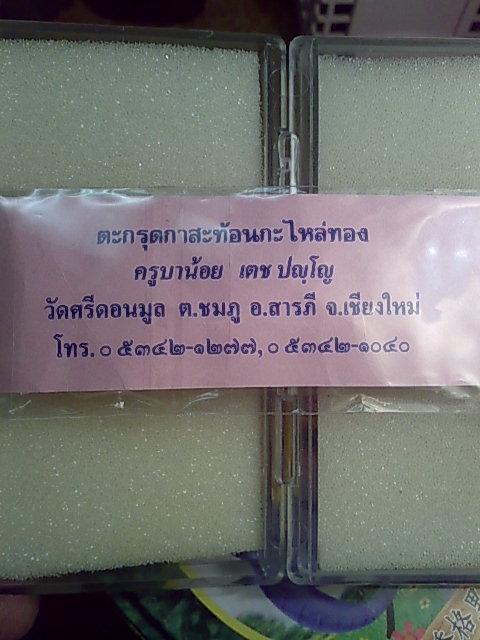 ตะกรุดกาสะท้อนกะไหล่ทอง
ครูบาน้อย เตช ปญฺโญ
วัดศรีดอนมูล ต.ชมภู อ.สารภี จ.เชียงใหม่
โทร. ๐ ๕๓๔๒-๑๒๗๗, ๐ ๕๓๔๒-๑๐๔๐